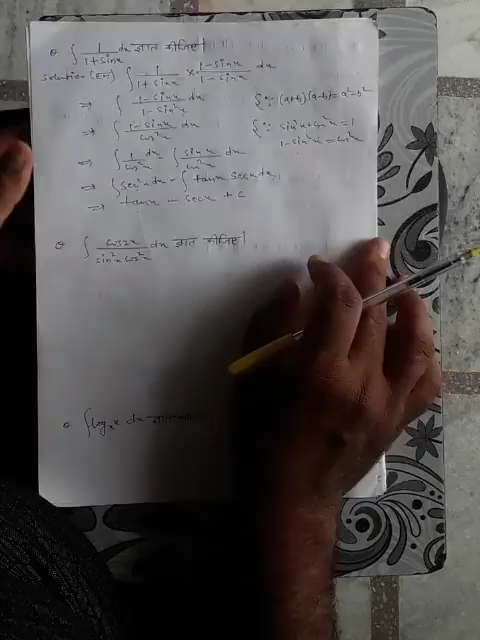 Q ∫ 1/(1+sinx) dx ज्ञात कीजिए।
Solution (हल) ∫ 1/(1+sinx) × (1-sinx)/(1-sinx) dx
⇒ ∫ (1-sinx)/(1-sin²x) dx {∵ (a+b)(a-b)=a²-b²
⇒ ∫ (1-sinx)/cos²x dx {∵ sin²x+cos²x=1
1-sin²x=cos²x
⇒ ∫ 1/cos²x dx ∫ sinx/cos²x dx
⇒ ∫sec²x dx - ∫ tanx secx dx
⇒ tanx - secx + c
Q ∫ cos2x/(sin²x cos²x) dx ज्ञात कीजिए।
Q ∫ log x dx